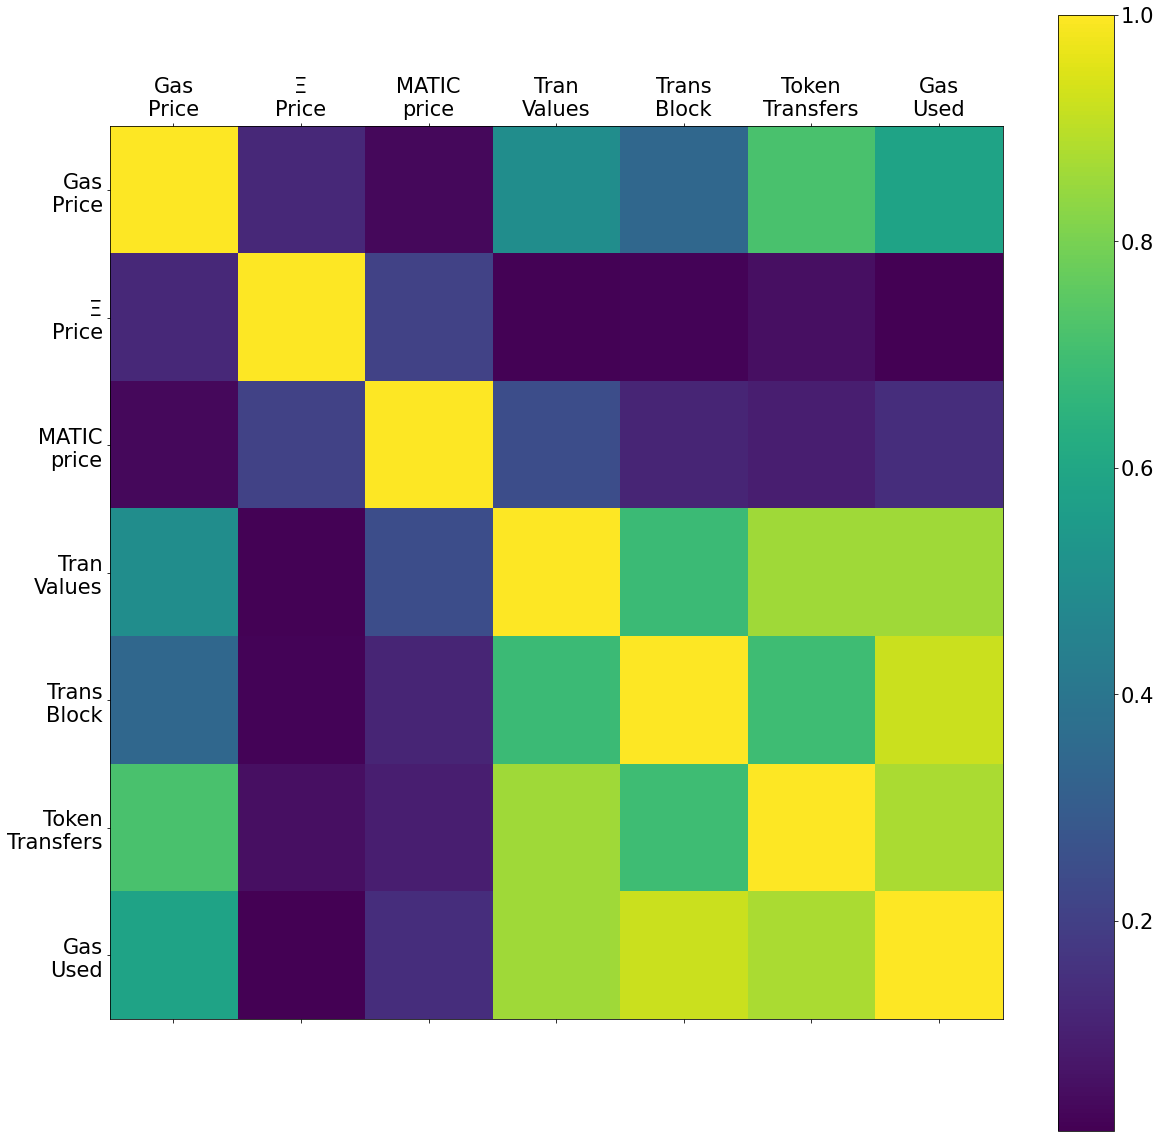 Gas
Price
Ξ
Price
MATIC
price
Tran
Values
Trans
Block
Token
Transfers
Gas
Used
Gas
Price
Ξ
Price
MATIC
price
Tran
Values
Trans
Block
Token
Transfers
Gas
Used
1.0
0.8
0.6
0.4
0.2